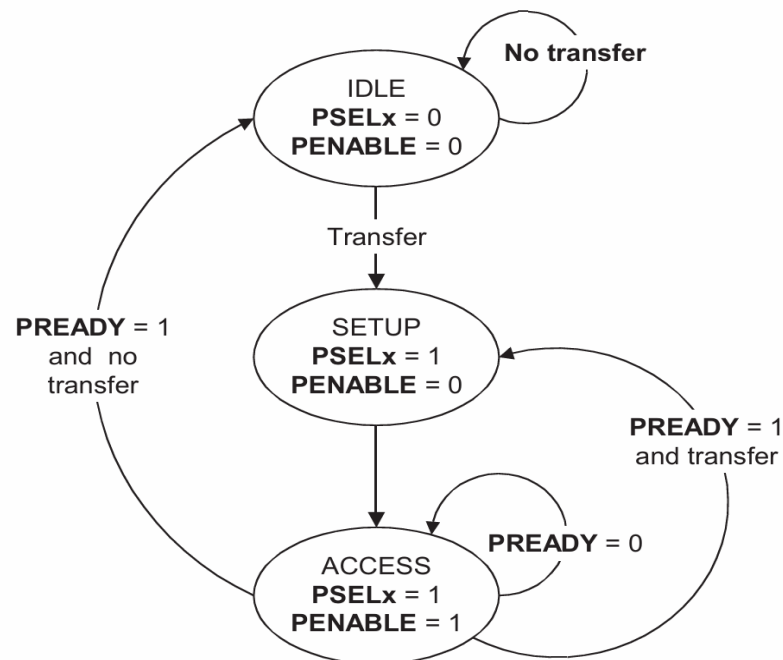 No transfer
IDLE
PSELx = 0
PENABLE = 0
Transfer
SETUP
PSELx = 1
PENABLE = 0
PREADY = 1
and no
transfer
PREADY = 1
and transfer
PREADY = 0
ACCESS
PSELx = 1
PENABLE = 1